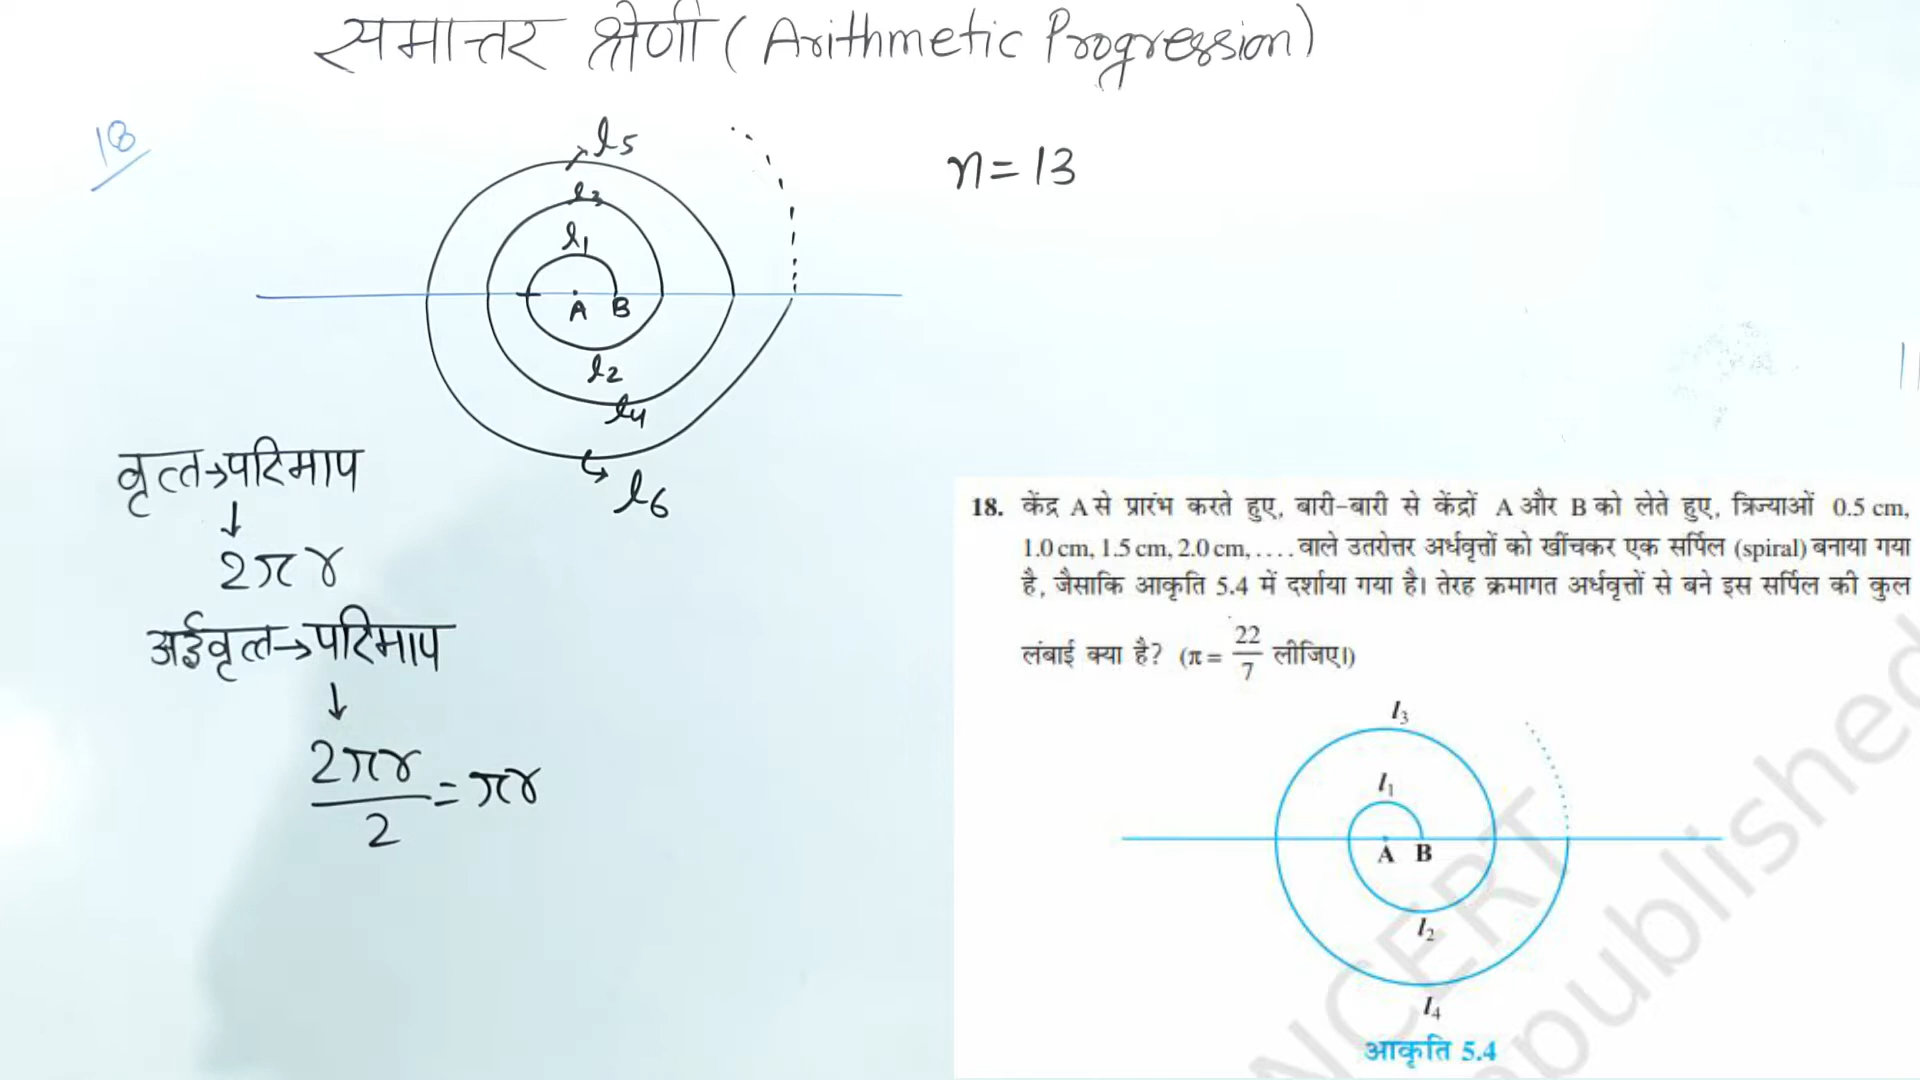 समान्तर श्रेणी (Arithmetic Progression)
18
l5
l3
l1
A B
l2
l4
l6
n=13
वृत्त→परिमाप
↓
2πr
अर्द्धवृत्त→परिमाप
↓
2πr/2 = πr
18. केंद्र A से प्रारंभ करते हुए, बारी-बारी से केंद्रों A और B को लेते हुए, त्रिज्याओं 0.5 cm,
1.0 cm, 1.5 cm, 2.0 cm, .... वाले उतरोत्तर अर्धवृत्तों को खींचकर एक सर्पिल (spiral) बनाया गया
है, जैसाकि आकृति 5.4 में दर्शाया गया है। तेरह क्रमागत अर्धवृत्तों से बने इस सर्पिल की कुल
लंबाई क्या है? (π = 22/7 लीजिए।)
l3
l1
A B
l2
l4
आकृति 5.4
NCERT
published